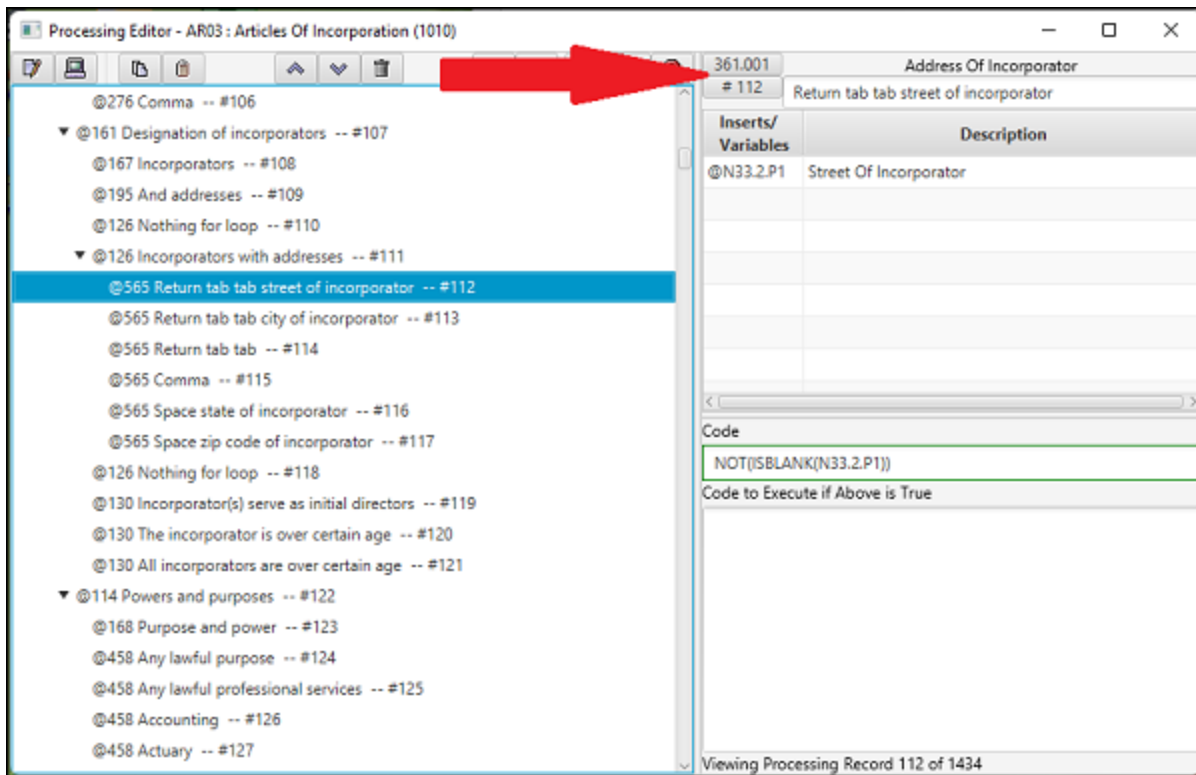 Processing Editor - AR03 : Articles Of Incorporation (1010)
@276 Comma -- #106
@161 Designation of incorporators -- #107
@167 Incorporators -- #108
@195 And addresses -- #109
@126 Nothing for loop -- #110
@126 Incorporators with addresses -- #111
@565 Return tab tab street of incorporator -- #112
@565 Return tab tab city of incorporator -- #113
@565 Return tab tab -- #114
@565 Comma -- #115
@565 Space state of incorporator -- #116
@565 Space zip code of incorporator -- #117
@126 Nothing for loop -- #118
@130 Incorporator(s) serve as initial directors -- #119
@130 The incorporator is over certain age -- #120
@130 All incorporators are over certain age -- #121
@114 Powers and purposes -- #122
@168 Purpose and power -- #123
@458 Any lawful purpose -- #124
@458 Any lawful professional services -- #125
@458 Accounting -- #126
@458 Actuary -- #127
361.001 Address Of Incorporator
# 112 Return tab tab street of incorporator
Inserts/
Variables Description
@N33.2.P1 Street Of Incorporator
Code
NOT(ISBLANK(N33.2.P1))
Code to Execute if Above is True
Viewing Processing Record 112 of 1434